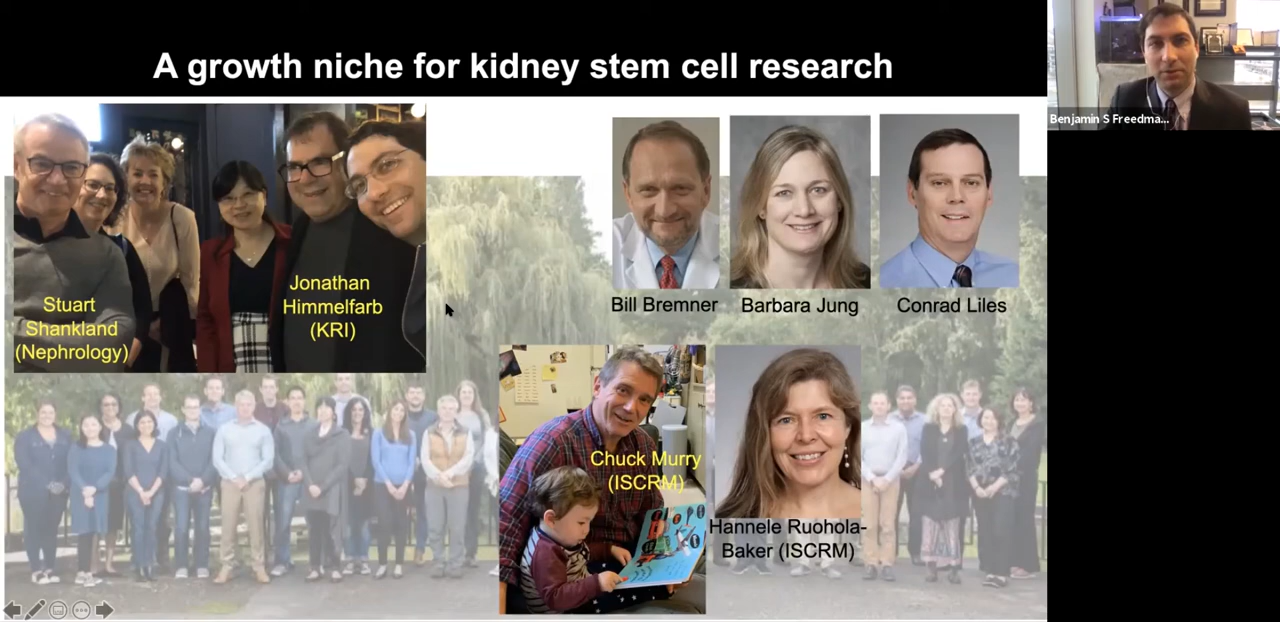 A growth niche for kidney stem cell research
Benjamin S Freedma...
Stuart
Shankland
(Nephrology)
Jonathan
Himmelfarb
(KRI)
Bill Bremner
Barbara Jung
Conrad Liles
Chuck Murry
(ISCRM)
Hannele Ruohola-
Baker (ISCRM)